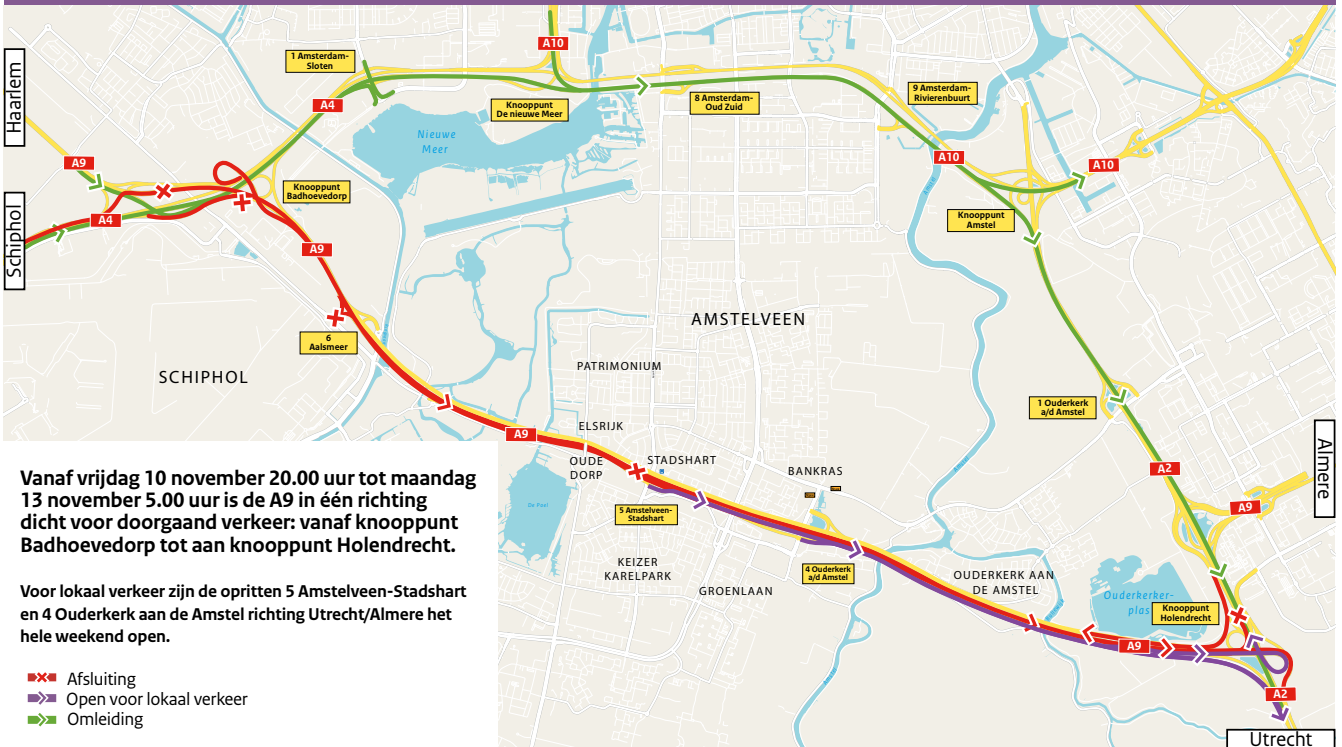 Haarlem
Schiphol
Almere
Utrecht
1 Amsterdam-
Sloten
A10
A4
Knooppunt
De nieuwe Meer
8 Amsterdam-
Oud Zuid
9 Amsterdam-
Rivierenbuurt
Nieuwe
Meer
A9
A4
Knooppunt
Badhoevedorp
A10
A10
Knooppunt
Amstel
A9
6
Aalsmeer
SCHIPHOL
AMSTELVEEN
PATRIMONIUM
A9
ELSRIJK
OUDE
DORP
STADSHART
BANKRAS
De Poel
5 Amstelveen-
Stadshart
KEIZER
KARELPARK
GROENLAAN
4 Ouderkerk
a/d Amstel
1 Ouderkerk
a/d Amstel
A2
A9
OUDERKERK AAN
DE AMSTEL
Ouderkerker-
plas
Knooppunt
Holendrecht
A9
A2
Vanaf vrijdag 10 november 20.00 uur tot maandag
13 november 5.00 uur is de A9 in één richting
dicht voor doorgaand verkeer: vanaf knooppunt
Badhoevedorp tot aan knooppunt Holendrecht.
Voor lokaal verkeer zijn de opritten 5 Amstelveen-Stadshart
en 4 Ouderkerk aan de Amstel richting Utrecht/Almere het
hele weekend open.
Afsluiting
Open voor lokaal verkeer
Omleiding